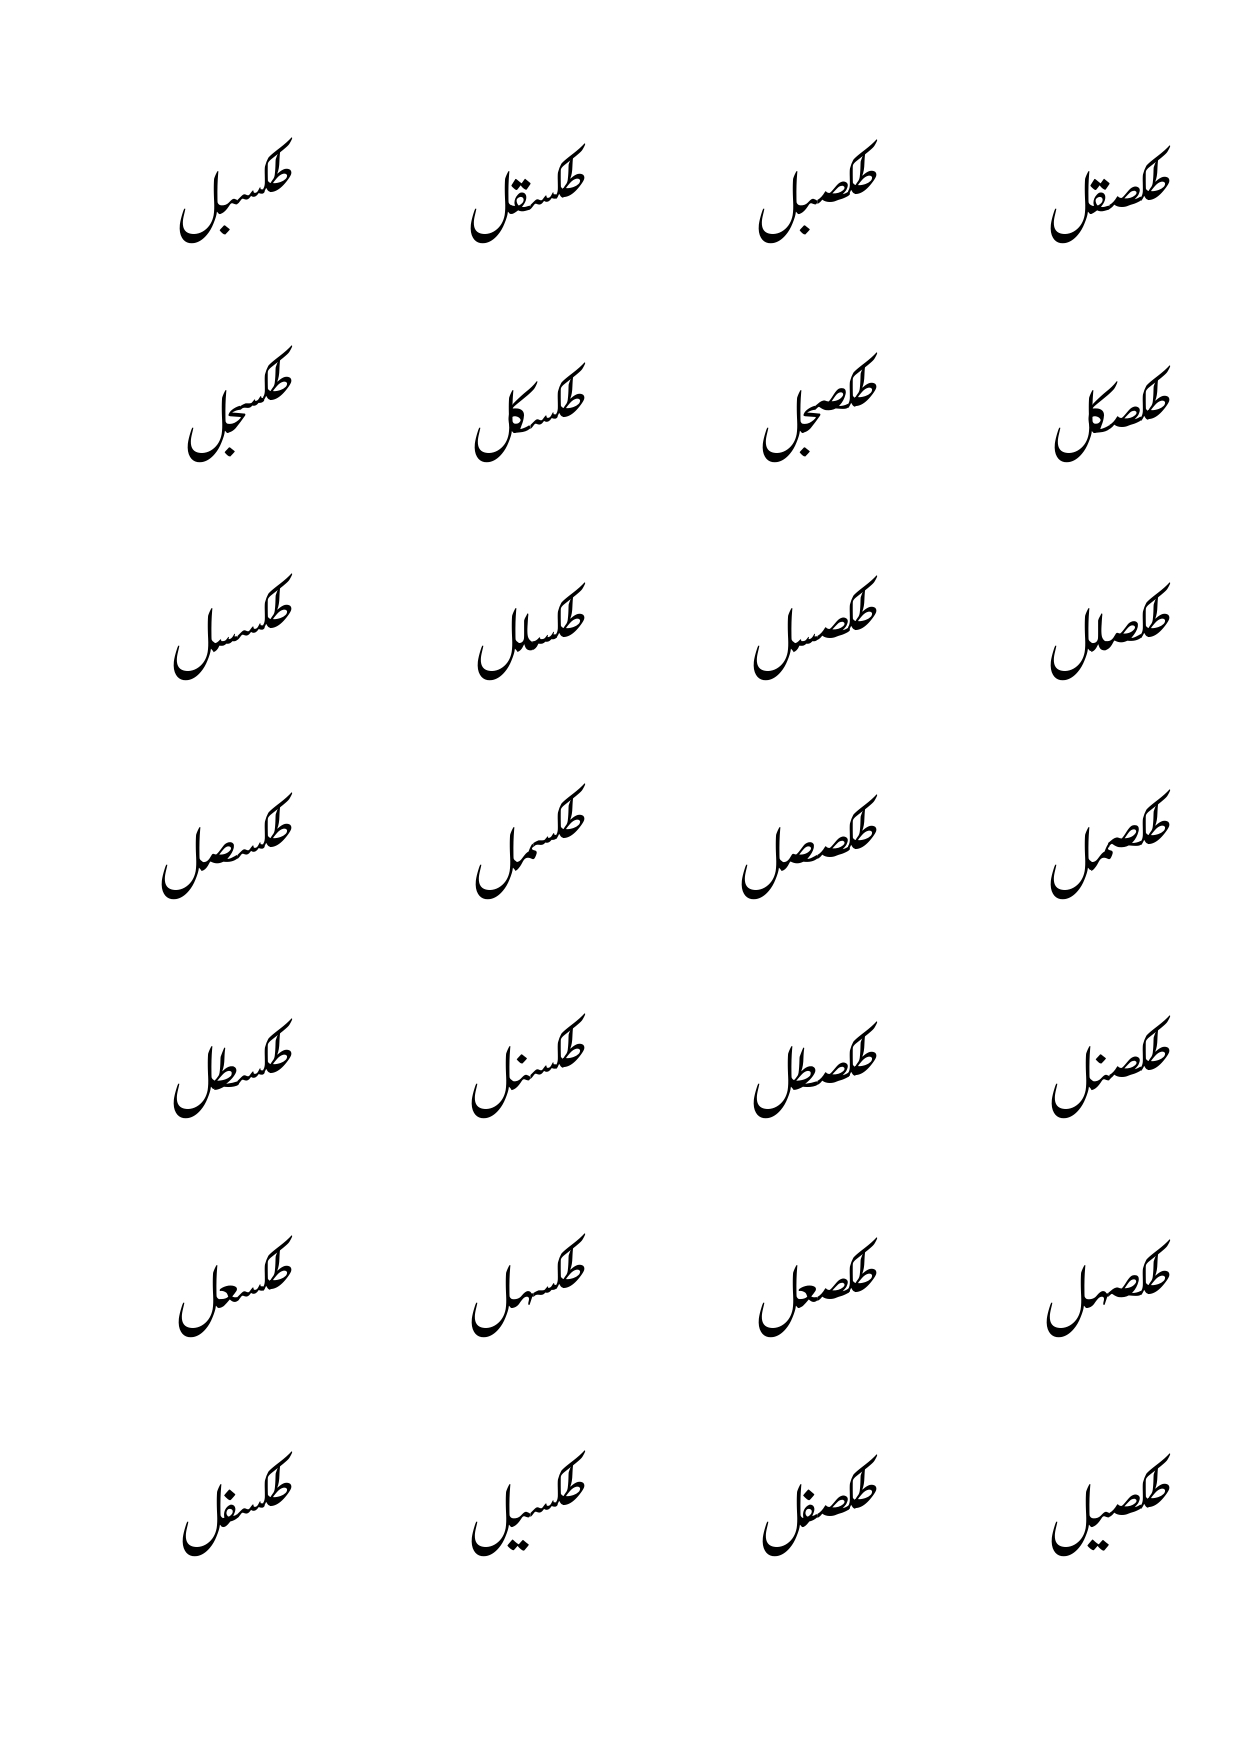 طکصقل طکصبل طکسقل طکسبل
طکصکل طکصجل طکسکل طکسجل
طکصلل طکصسل طکسلل طکسسل
طکصمل طکصصل طکسمل طکسصل
طکصنل طکصطل طکسنل طکسطل
طکصہل طکصعل طکسہل طکسعل
طکصیل طکصفل طکسیل طکسفل